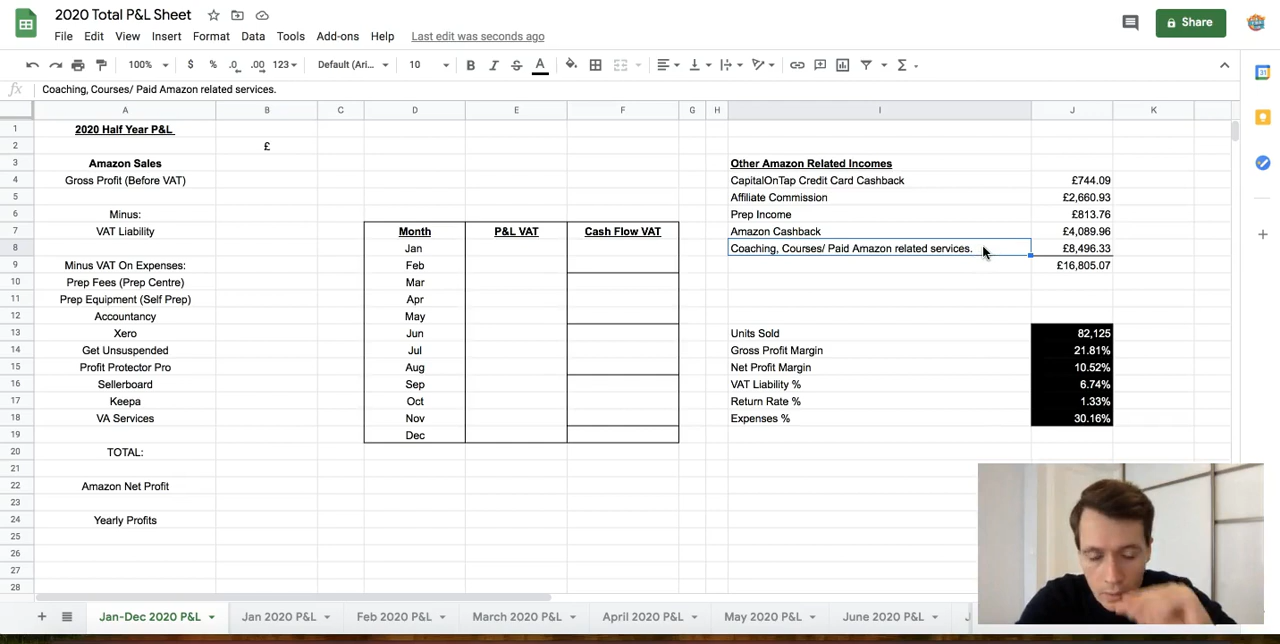 2020 Total P&L Sheet
File Edit View Insert Format Data Tools Add-ons Help Last edit was seconds ago
Share
100% $ % .0 .00 123 Default (Ari... 10 B I S A
fx Coaching, Courses/ Paid Amazon related services.
A B C D E F G H I J K
1 2020 Half Year P&L
2 £
3 Amazon Sales Other Amazon Related Incomes
4 Gross Profit (Before VAT) CapitalOnTap Credit Card Cashback £744.09
5 Affiliate Commission £2,660.93
6 Minus: Prep Income £813.76
7 VAT Liability Month P&L VAT Cash Flow VAT Amazon Cashback £4,089.96
8 Jan Coaching, Courses/ Paid Amazon related services. £8,496.33
9 Minus VAT On Expenses: Feb £16,805.07
10 Prep Fees (Prep Centre) Mar
11 Prep Equipment (Self Prep) Apr
12 Accountancy May
13 Xero Jun Units Sold 82,125
14 Get Unsuspended Jul Gross Profit Margin 21.81%
15 Profit Protector Pro Aug Net Profit Margin 10.52%
16 Sellerboard Sep VAT Liability % 6.74%
17 Keepa Oct Return Rate % 1.33%
18 VA Services Nov Expenses % 30.16%
19 Dec
20 TOTAL:
21
22 Amazon Net Profit
23
24 Yearly Profits
25
26
27
28
Jan-Dec 2020 P&L Jan 2020 P&L Feb 2020 P&L March 2020 P&L April 2020 P&L May 2020 P&L June 2020 P&L J